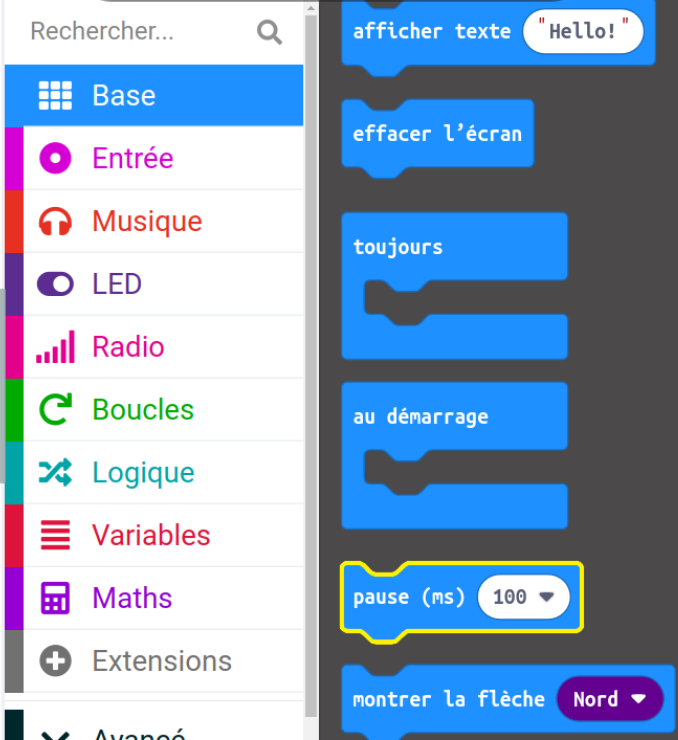 Rechercher...
Base
Entrée
Musique
LED
Radio
Boucles
Logique
Variables
Maths
Extensions
Avancé
afficher texte "Hello!"
effacer l’écran
toujours
au démarrage
pause (ms) 100
montrer la flèche Nord